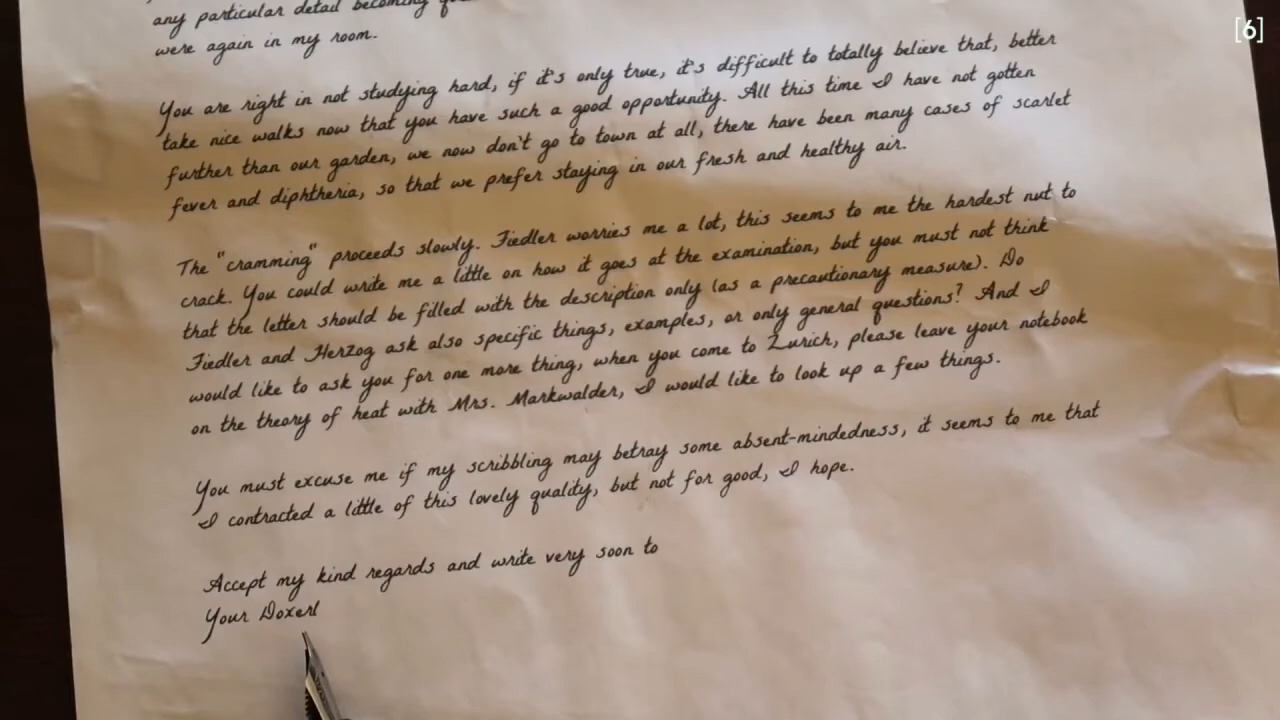 [6]
any particular detail becoming
were again in my room.
You are right in not studying hard, if it's only true, it's difficult to totally believe that, better
take nice walks now that you have such a good opportunity. All this time I have not gotten
further than our garden, we now don't go to town at all, there have been many cases of scarlet
fever and diphtheria, so that we prefer staying in our fresh and healthy air.
The "cramming" proceeds slowly. Fiedler worries me a lot, this seems to me the hardest nut to
crack. You could write me a little on how it goes at the examination, but you must not think
that the letter should be filled with the description only (as a precautionary measure). Do
Fiedler and Herzog ask also specific things, examples, or only general questions? And I
would like to ask you for one more thing, when you come to Zurich, please leave your notebook
on the theory of heat with Mrs. Markwalder, I would like to look up a few things.
You must excuse me if my scribbling may betray some absent-mindedness, it seems to me that
I contracted a little of this lovely quality, but not for good, I hope.
Accept my kind regards and write very soon to
Your Doxerl